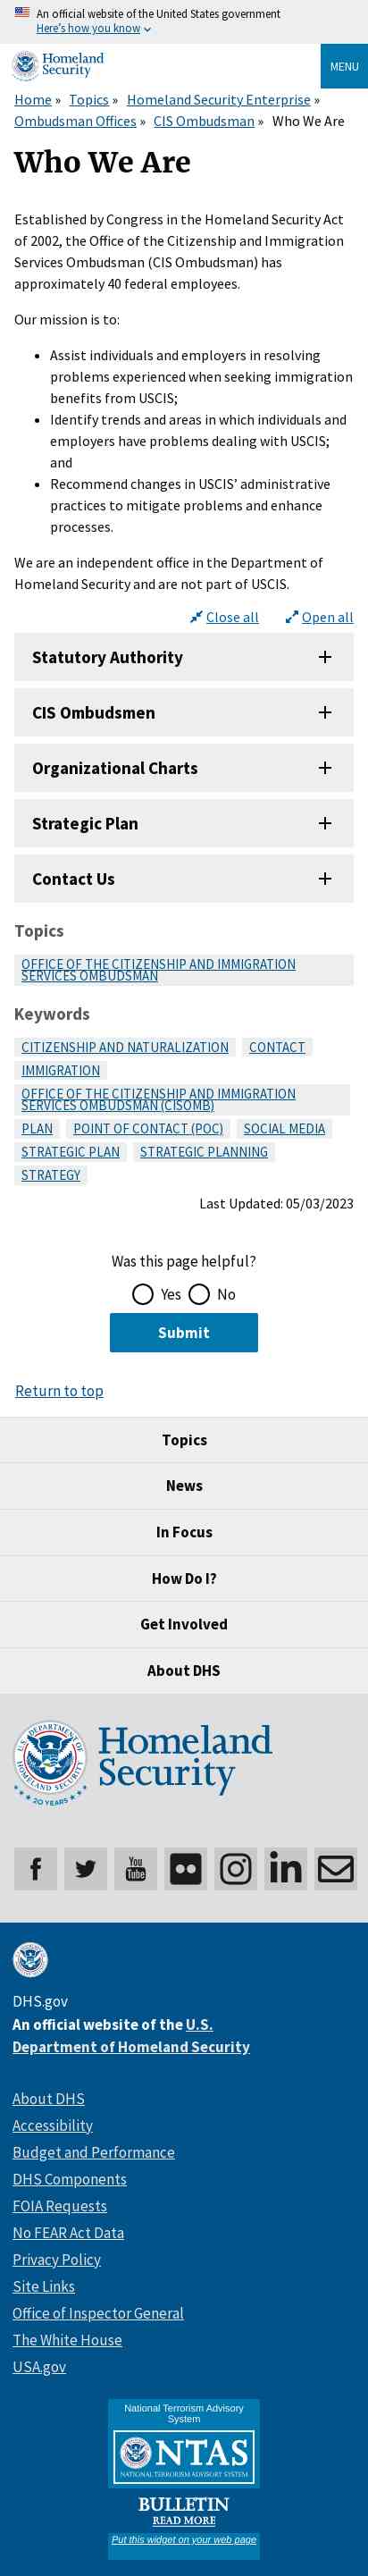 An official website of the United States government
Here's how you know
Homeland
Security
MENU
Home » Topics » Homeland Security Enterprise »
Ombudsman Offices » CIS Ombudsman » Who We Are
Who We Are
Established by Congress in the Homeland Security Act
of 2002, the Office of the Citizenship and Immigration
Services Ombudsman (CIS Ombudsman) has
approximately 40 federal employees.
Our mission is to:
• Assist individuals and employers in resolving
problems experienced when seeking immigration
benefits from USCIS;
• Identify trends and areas in which individuals and
employers have problems dealing with USCIS;
and
• Recommend changes in USCIS’ administrative
practices to mitigate problems and enhance
processes.
We are an independent office in the Department of
Homeland Security and are not part of USCIS.
Close all Open all
Statutory Authority
CIS Ombudsmen
Organizational Charts
Strategic Plan
Contact Us
Topics
OFFICE OF THE CITIZENSHIP AND IMMIGRATION
SERVICES OMBUDSMAN
Keywords
CITIZENSHIP AND NATURALIZATION CONTACT
IMMIGRATION
OFFICE OF THE CITIZENSHIP AND IMMIGRATION
SERVICES OMBUDSMAN (CISOMB)
PLAN POINT OF CONTACT (POC) SOCIAL MEDIA
STRATEGIC PLAN STRATEGIC PLANNING
STRATEGY
Last Updated: 05/03/2023
Was this page helpful?
Yes No
Submit
Return to top
Topics
News
In Focus
How Do I?
Get Involved
About DHS
U.S. DEPARTMENT OF
HOMELAND SECURITY
20 YEARS
Homeland
Security
You
Tube
DHS.gov
An official website of the U.S.
Department of Homeland Security
About DHS
Accessibility
Budget and Performance
DHS Components
FOIA Requests
No FEAR Act Data
Privacy Policy
Site Links
Office of Inspector General
The White House
USA.gov
National Terrorism Advisory
System
NTAS
NATIONAL TERRORISM ADVISORY SYSTEM
BULLETIN
READ MORE
Put this widget on your web page